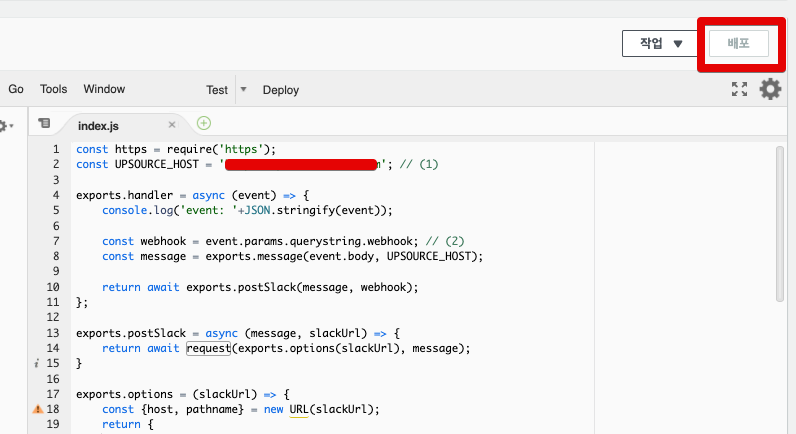 작업 ▼ 배포
Go Tools Window Test ▼ Deploy
index.js × +
1 const https = require('https');
2 const UPSOURCE_HOST = ' '; // (1)
3
4 exports.handler = async (event) => {
5 console.log('event: '+JSON.stringify(event));
6
7 const webhook = event.params.querystring.webhook; // (2)
8 const message = exports.message(event.body, UPSOURCE_HOST);
9
10 return await exports.postSlack(message, webhook);
11 };
12
13 exports.postSlack = async (message, slackUrl) => {
14 return await request(exports.options(slackUrl), message);
i 15 }
16
17 exports.options = (slackUrl) => {
18 const {host, pathname} = new URL(slackUrl);
19 return {